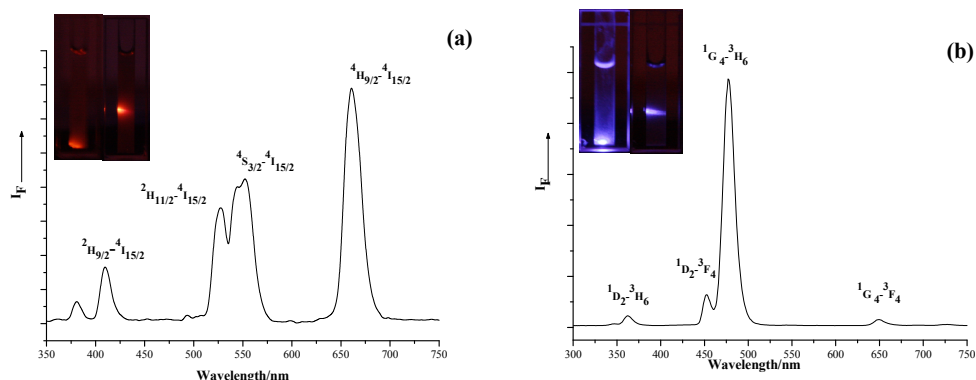 (a)
⁴H₉/₂-⁴I₁₅/₂
⁴S₃/₂-⁴I₁₅/₂
²H₁₁/₂-⁴I₁₅/₂
²H₉/₂-⁴I₁₅/₂
I_F
350 400 450 500 550 600 650 700 750
Wavelength/nm
(b)
¹G₄-³H₆
¹D₂-³F₄
¹D₂-³H₆
¹G₄-³F₄
I_F
300 350 400 450 500 550 600 650 700 750
Wavelength/nm